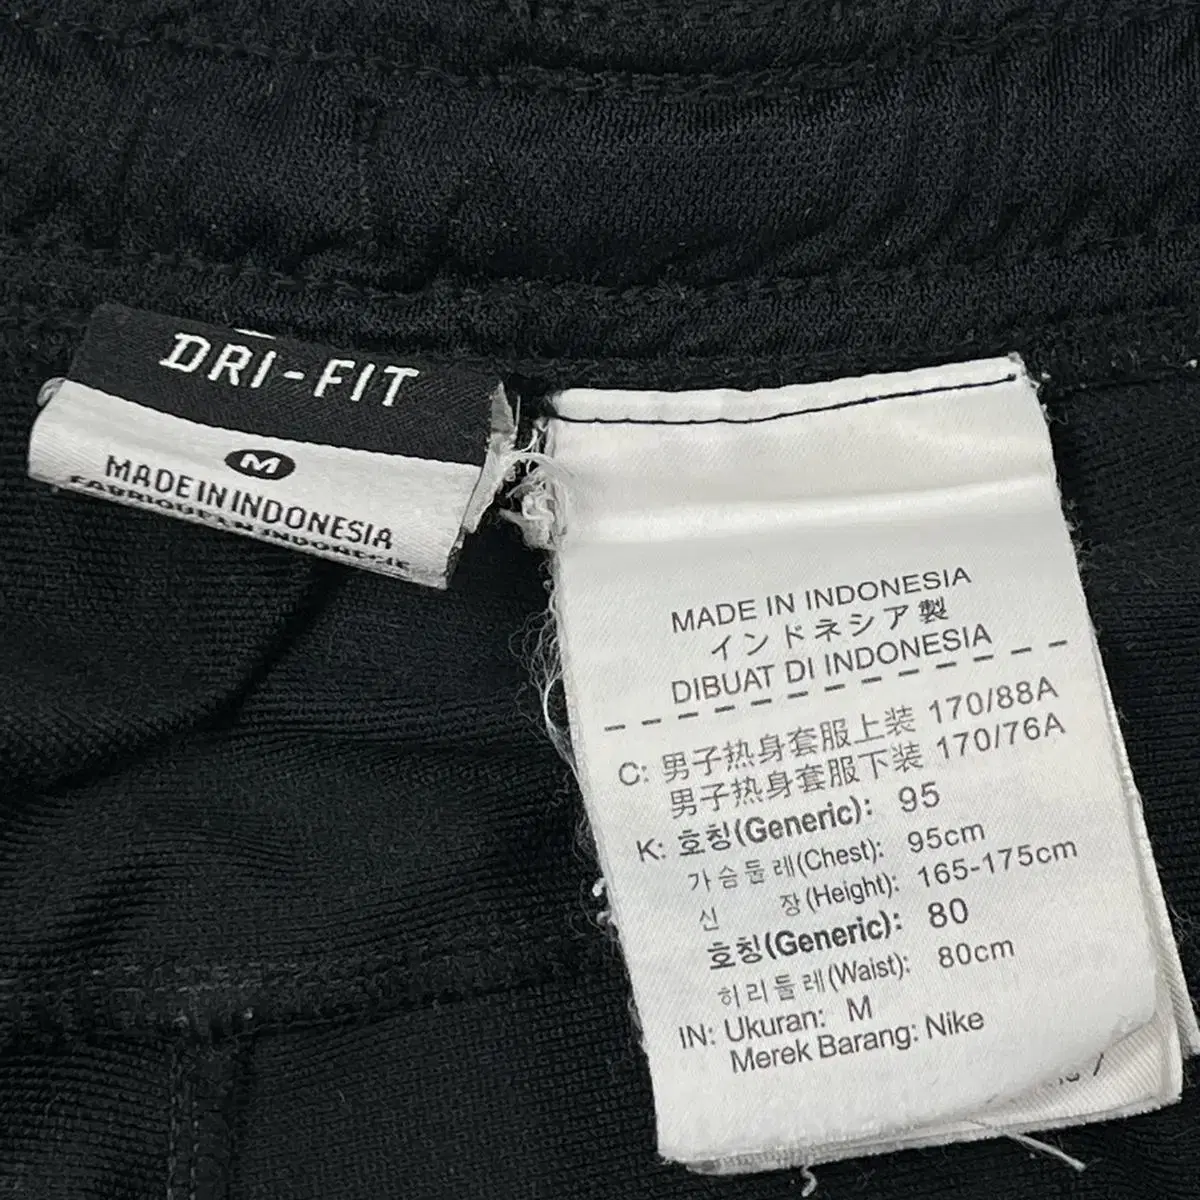 DRI-FIT
M
MADE IN INDONESIA
FABRIQUE EN INDONESIE
MADE IN INDONESIA
インドネシア製
DIBUAT DI INDONESIA
C: 男子热身套服上装 170/88A
男子热身套服下装 170/76A
K: 호칭(Generic): 95
가슴둘레(Chest): 95cm
신 장(Height): 165-175cm
호칭(Generic): 80
허리둘레(Waist): 80cm
IN: Ukuran: M
Merek Barang: Nike